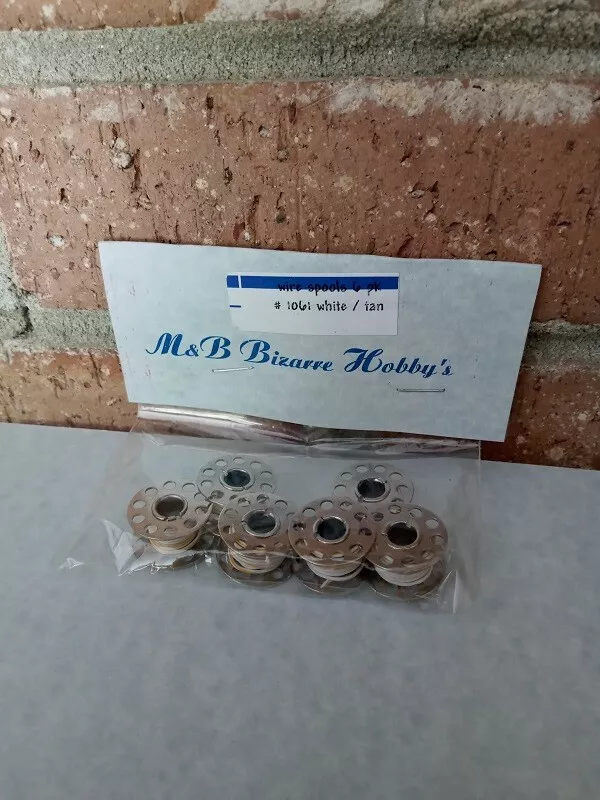 wire spools 6 pk
# 1061 white / tan
M&B Bizarre Hobby's